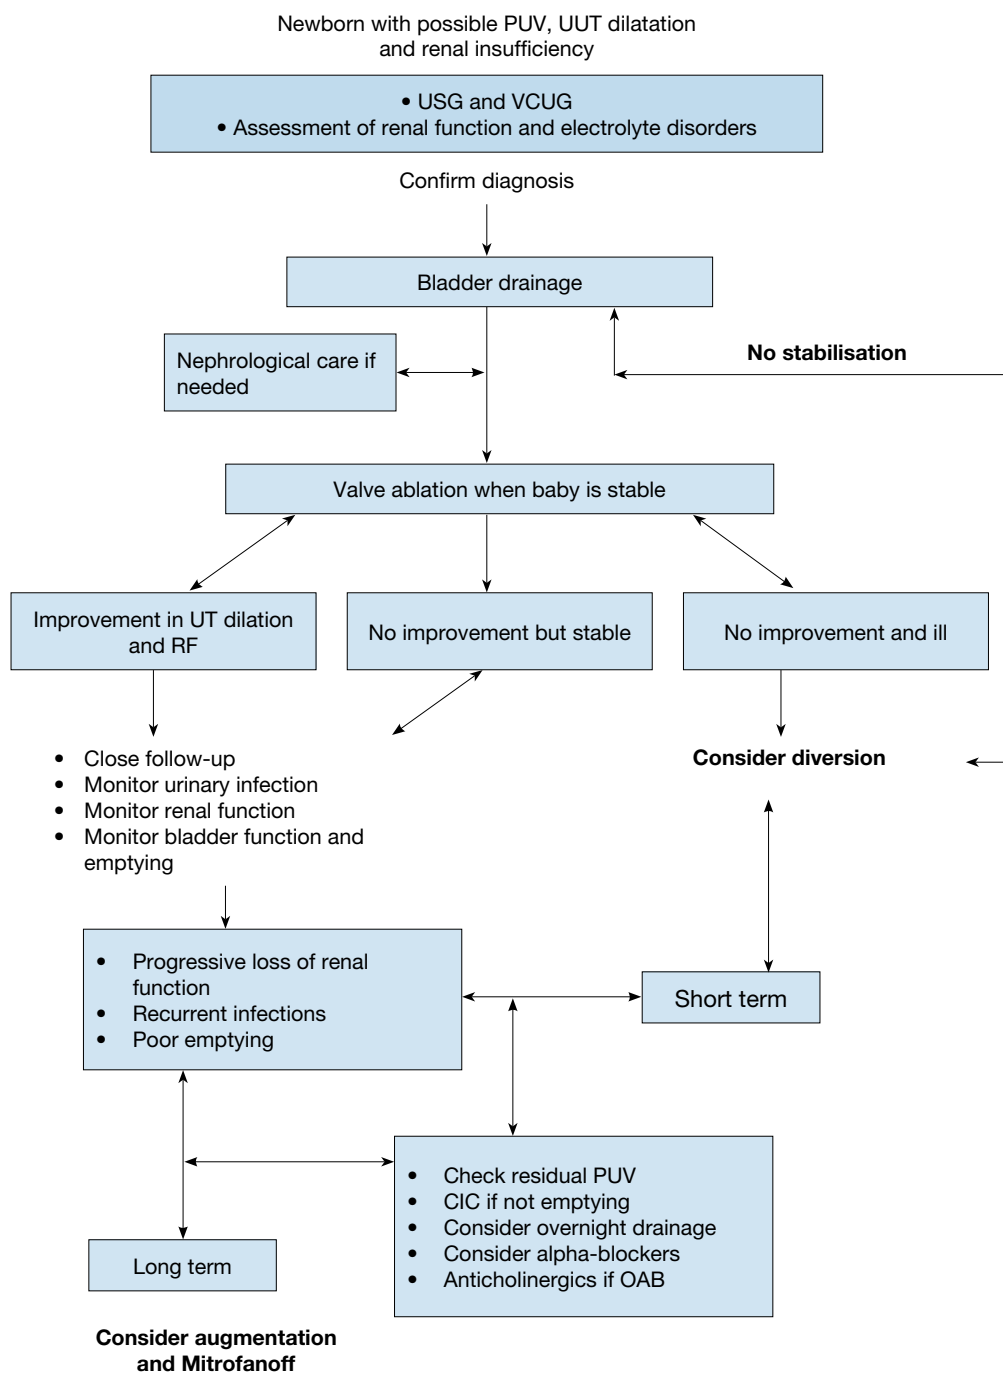 Newborn with possible PUV, UUT dilatation
and renal insufficiency
• USG and VCUG
• Assessment of renal function and electrolyte disorders
Confirm diagnosis
Bladder drainage
Nephrological care if
needed
No stabilisation
Valve ablation when baby is stable
Improvement in UT dilation
and RF
No improvement but stable
No improvement and ill
• Close follow-up
• Monitor urinary infection
• Monitor renal function
• Monitor bladder function and
emptying
Consider diversion
• Progressive loss of renal
function
• Recurrent infections
• Poor emptying
Short term
• Check residual PUV
• CIC if not emptying
• Consider overnight drainage
• Consider alpha-blockers
• Anticholinergics if OAB
Long term
Consider augmentation
and Mitrofanoff